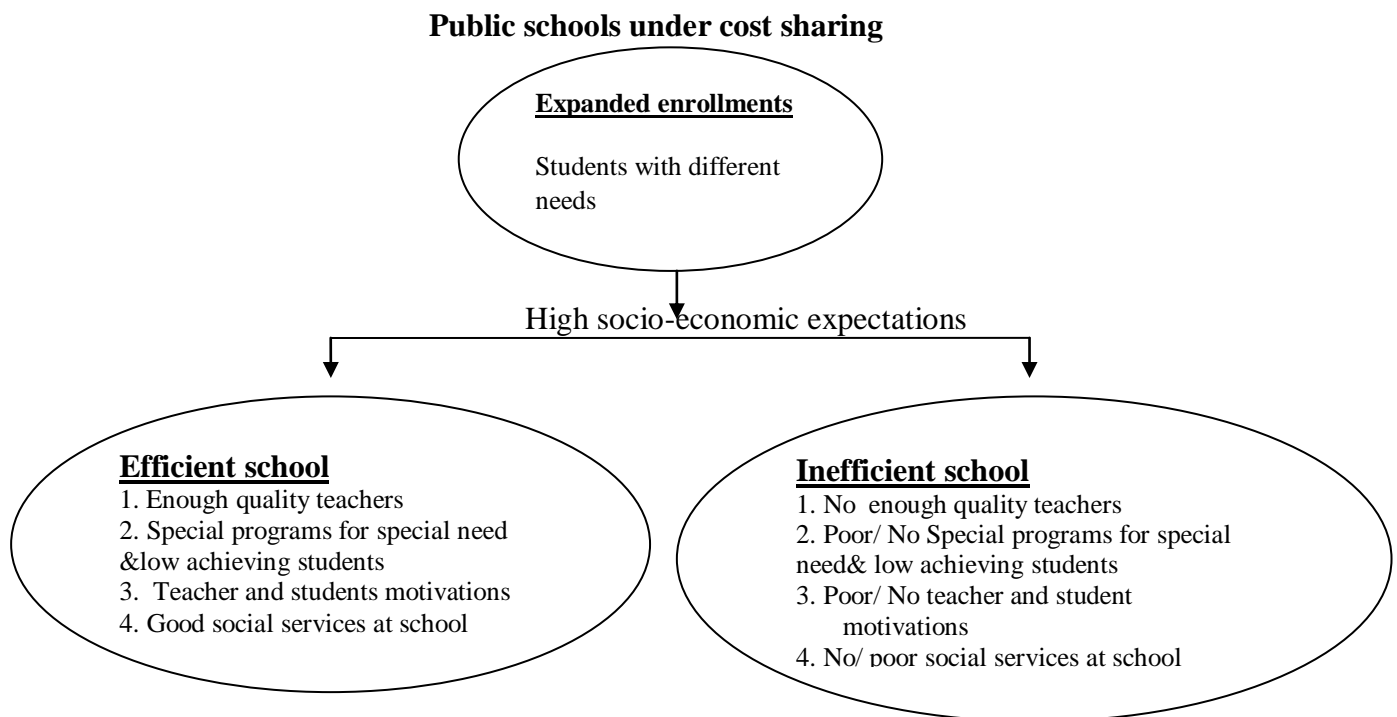 Public schools under cost sharing
Expanded enrollments
Students with different
needs
High socio-economic expectations
Efficient school
1. Enough quality teachers
2. Special programs for special need
&low achieving students
3. Teacher and students motivations
4. Good social services at school
Inefficient school
1. No enough quality teachers
2. Poor/ No Special programs for special
need& low achieving students
3. Poor/ No teacher and student
motivations
4. No/ poor social services at school